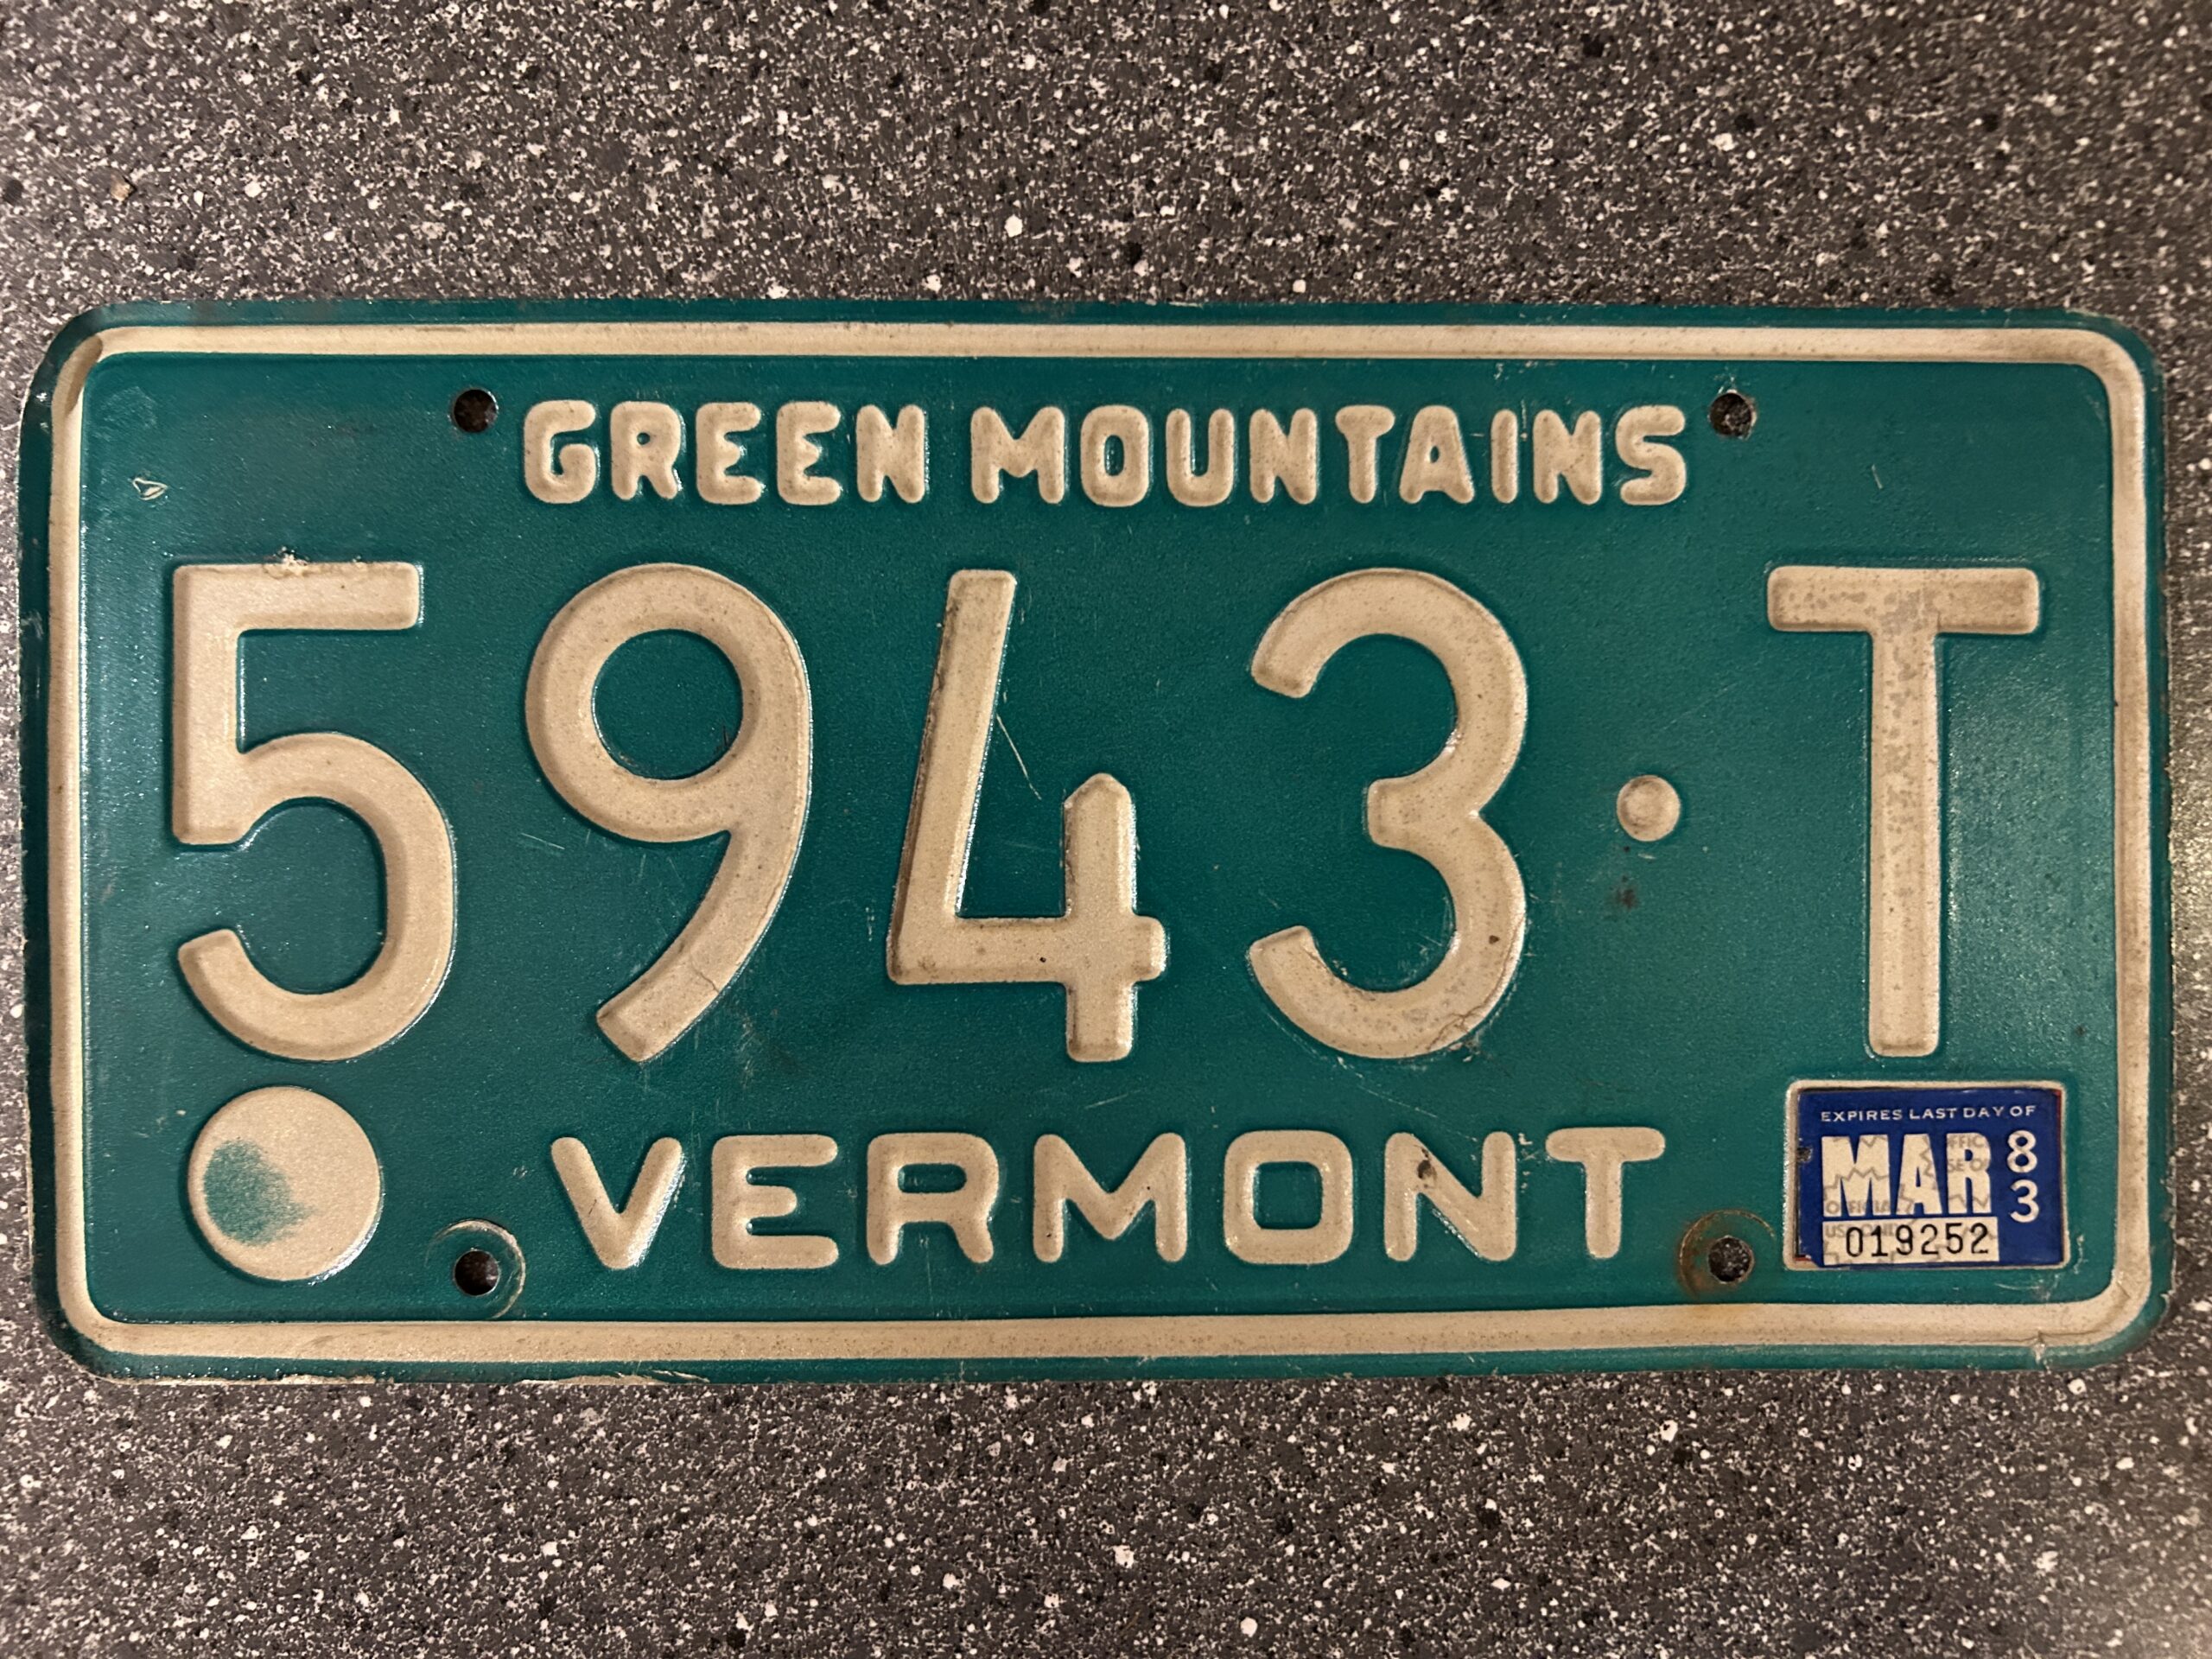 GREEN MOUNTAINS
5943·T
VERMONT
EXPIRES LAST DAY OF
MAR 83
019252